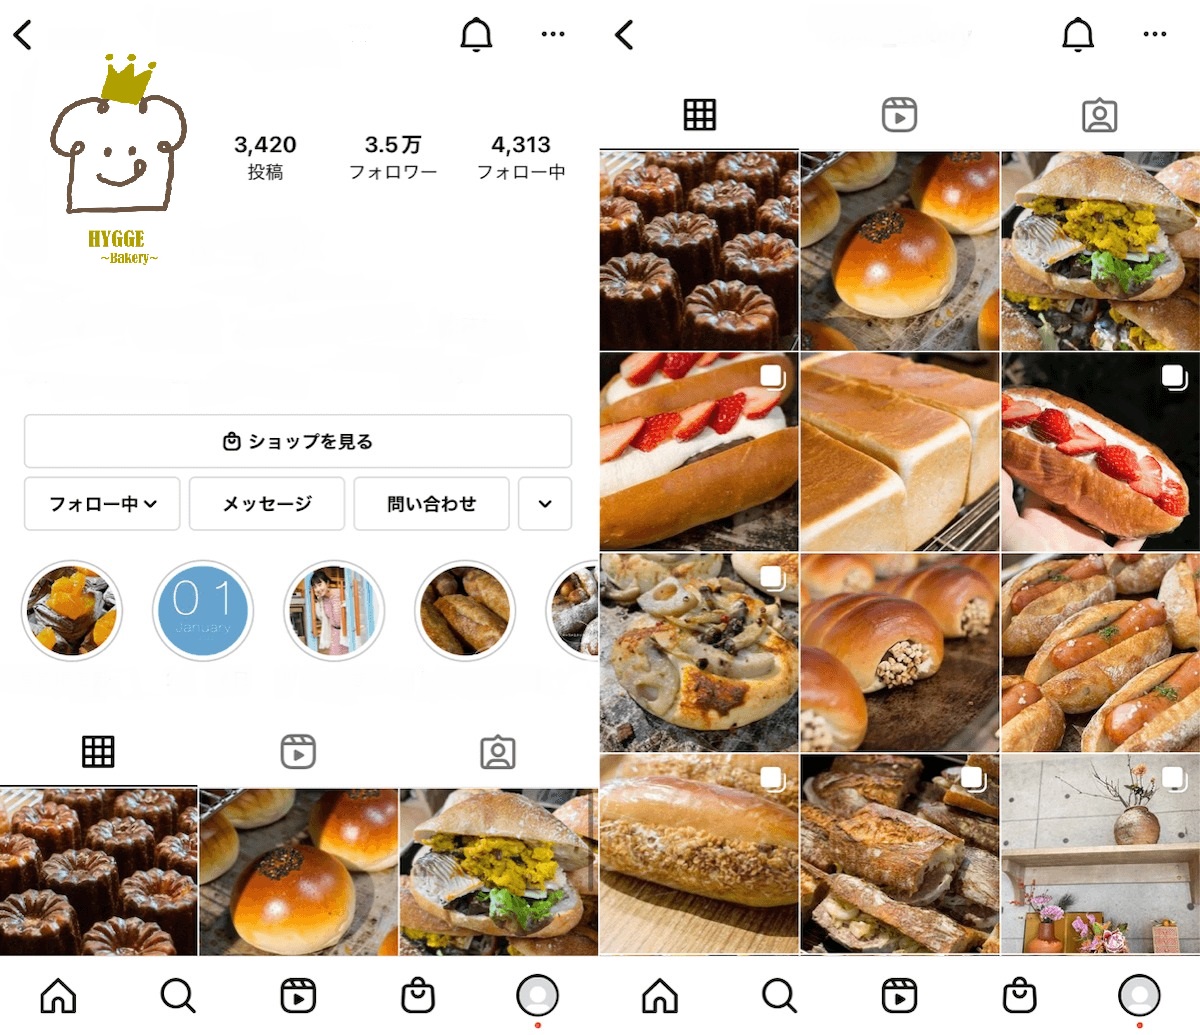 3,420
投稿
3.5万
フォロワー
4,313
フォロー中
HYGGE
~Bakery~
ショップを見る
フォロー中
メッセージ
問い合わせ
01
January